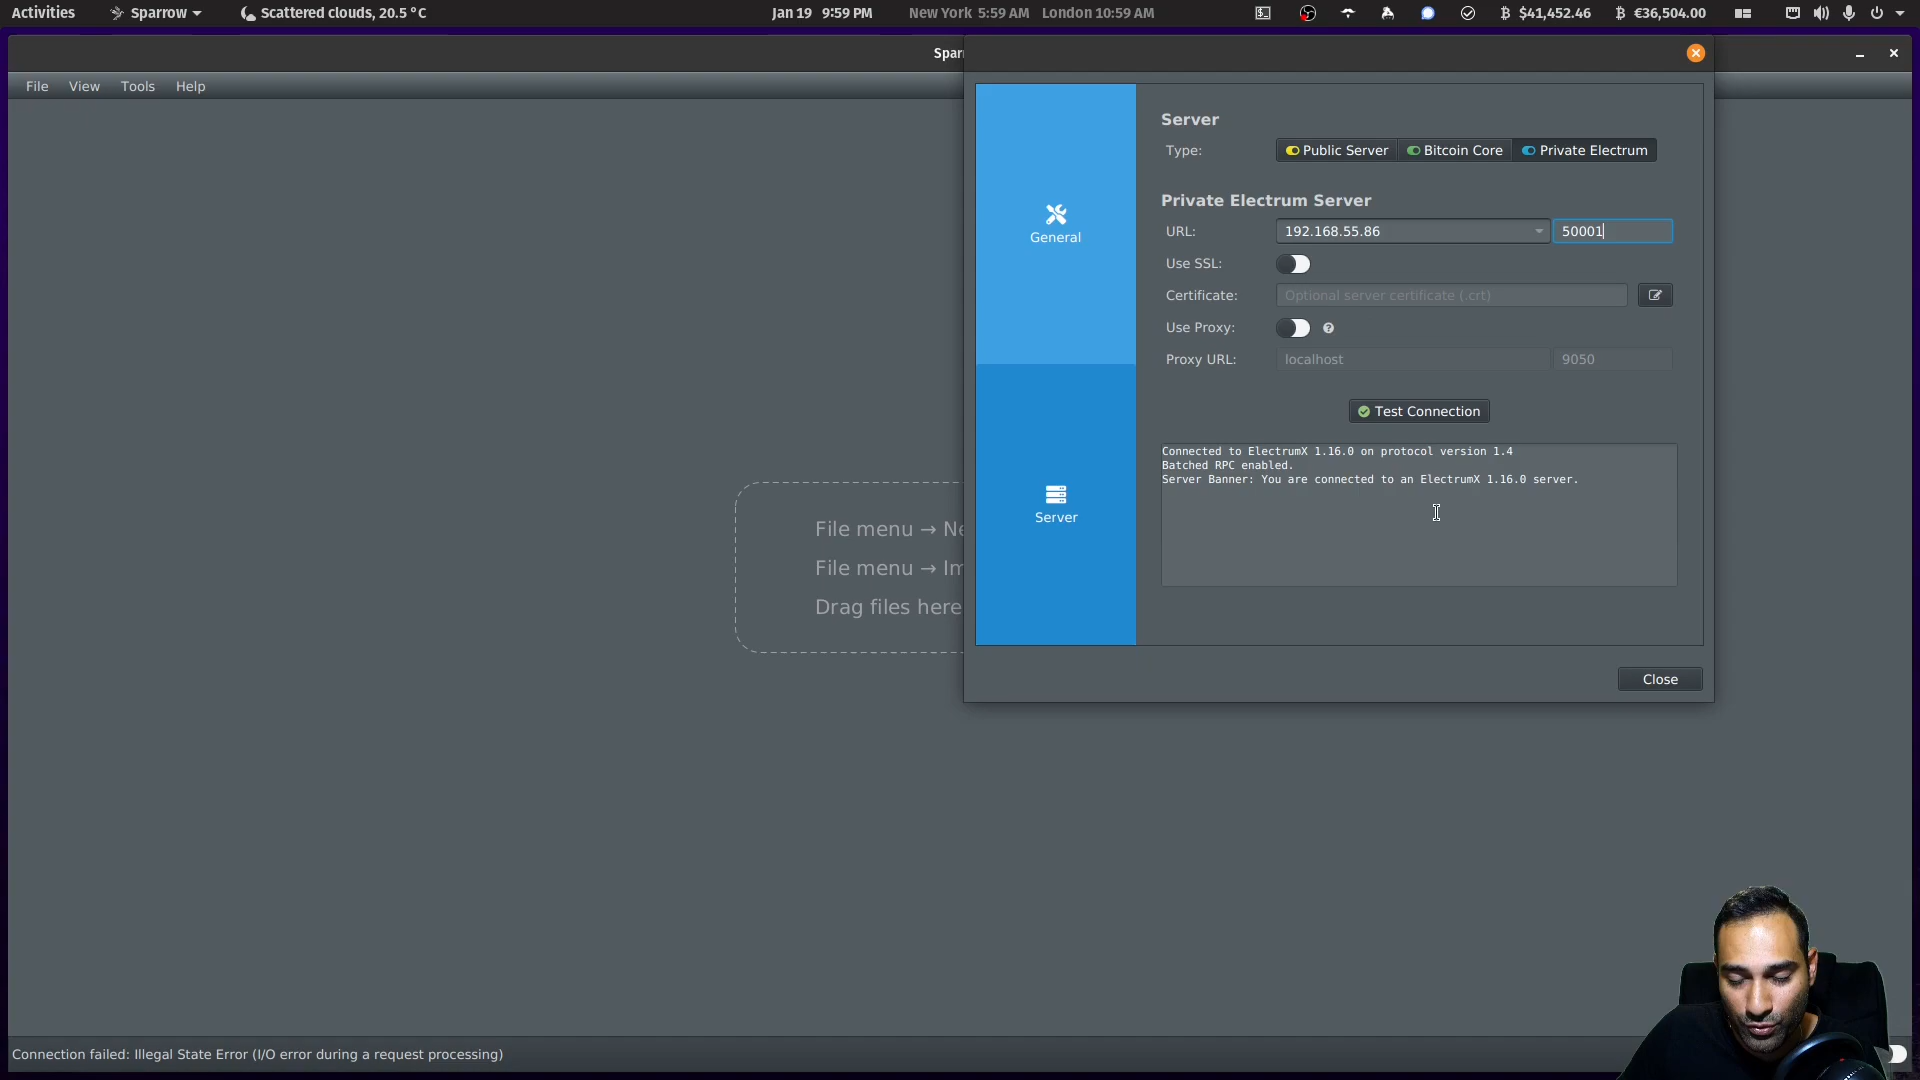 Activities Sparrow Scattered clouds, 20.5 °C Jan 19 9:59 PM New York 5:59 AM London 10:59 AM $41,452.46 €36,504.00
Spar
File View Tools Help
Server
Type: Public Server Bitcoin Core Private Electrum
Private Electrum Server
General
URL: 192.168.55.86 50001
Use SSL:
Certificate: Optional server certificate (.crt)
Use Proxy:
Proxy URL: localhost 9050
Test Connection
Connected to ElectrumX 1.16.0 on protocol version 1.4
Batched RPC enabled.
Server Banner: You are connected to an ElectrumX 1.16.0 server.
Server
File menu → Ne
File menu → Im
Drag files here
Close
Connection failed: Illegal State Error (I/O error during a request processing)